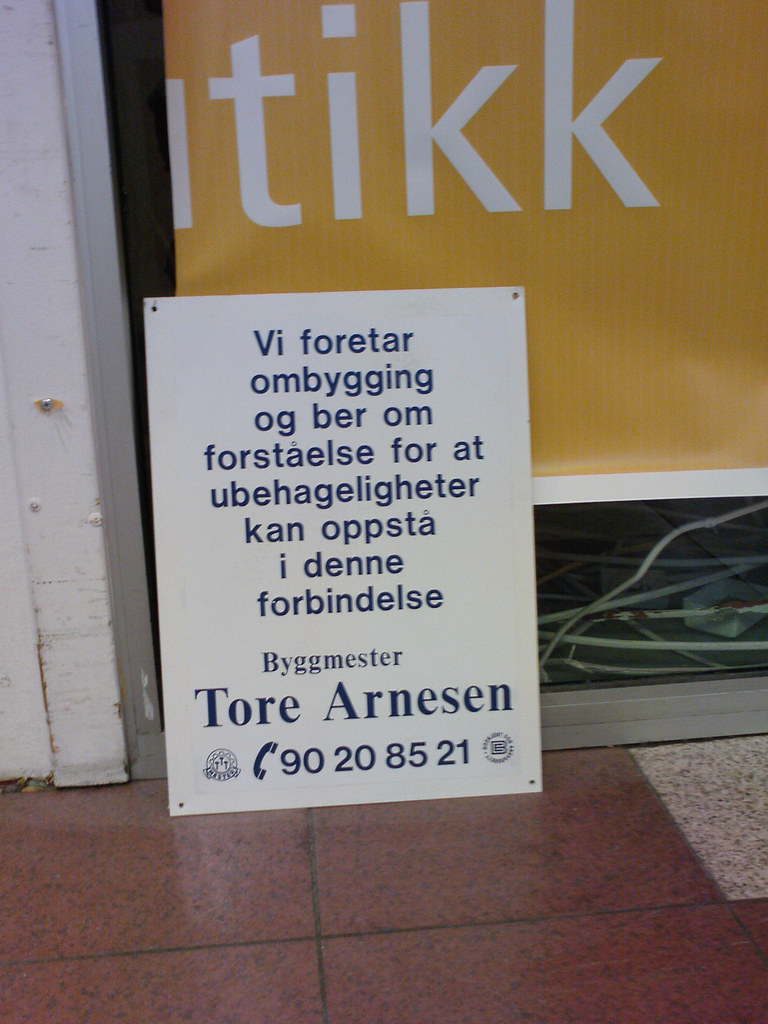 tikk
Vi foretar
ombygging
og ber om
forståelse for at
ubehageligheter
kan oppstå
i denne
forbindelse
Byggmester
Tore Arnesen
90 20 85 21